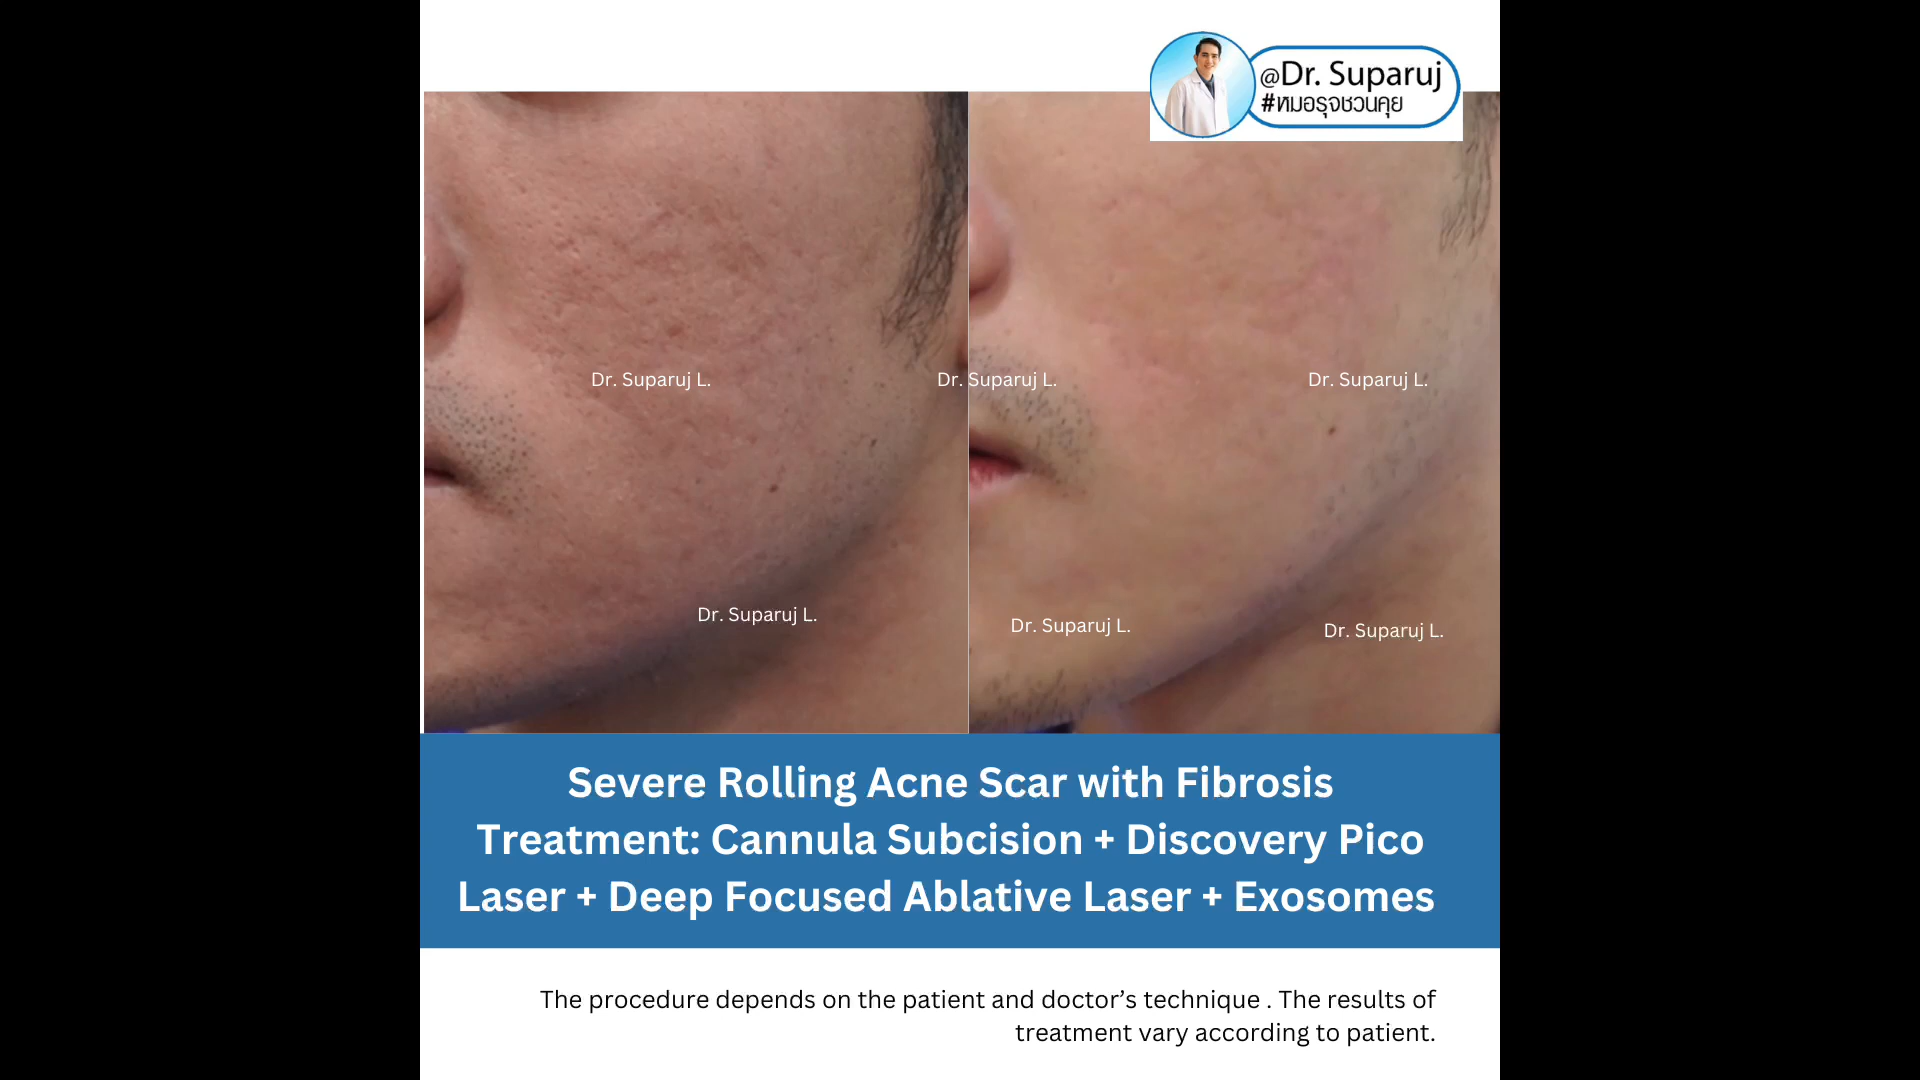 @Dr. Suparuj
#หมอรุจชวนคุย
Dr. Suparuj L.
Dr. Suparuj L.
Dr. Suparuj L.
Dr. Suparuj L.
Dr. Suparuj L.
Dr. Suparuj L.
Severe Rolling Acne Scar with Fibrosis
Treatment: Cannula Subcision + Discovery Pico
Laser + Deep Focused Ablative Laser + Exosomes
The procedure depends on the patient and doctor’s technique . The results of
treatment vary according to patient.